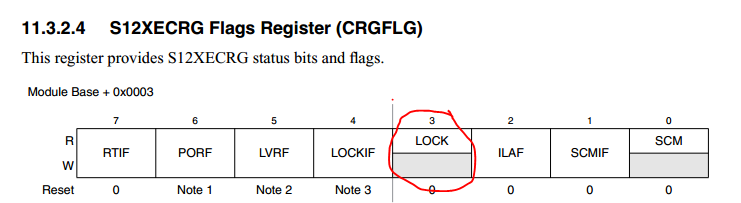 11.3.2.4 S12XECRG Flags Register (CRGFLG)
This register provides S12XECRG status bits and flags.
Module Base + 0x0003
7 6 5 4 3 2 1 0
R LOCK SCM
RTIF PORF LVRF LOCKIF ILAF SCMIF
W
Reset 0 Note 1 Note 2 Note 3 0 0 0 0